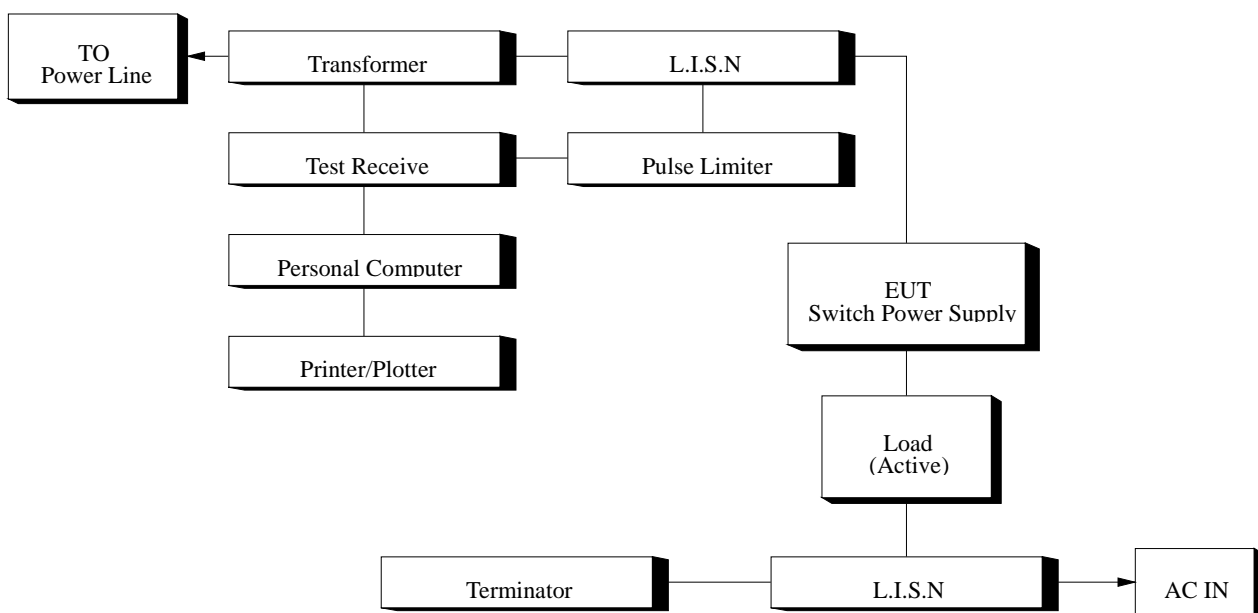 TO
Power Line
Transformer
L.I.S.N
Test Receive
Pulse Limiter
Personal Computer
EUT
Switch Power Supply
Printer/Plotter
Load
(Active)
Terminator
L.I.S.N
AC IN